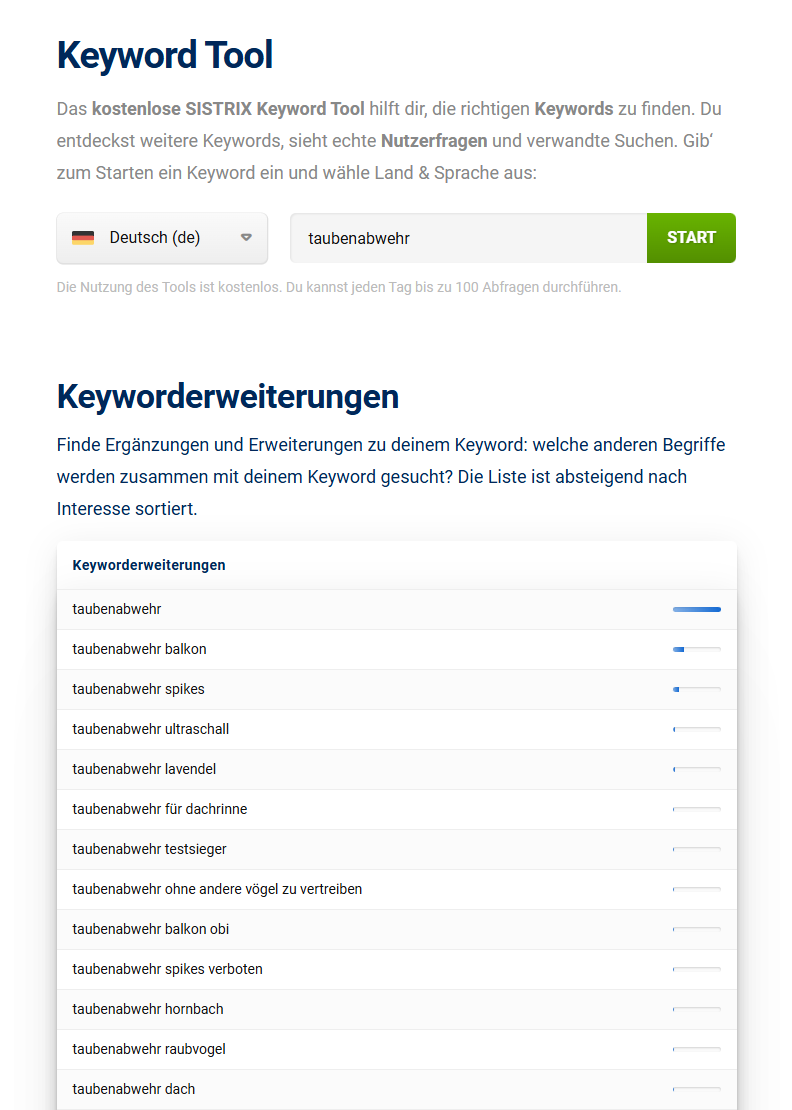 Keyword Tool
Das kostenlose SISTRIX Keyword Tool hilft dir, die richtigen Keywords zu finden. Du
entdeckst weitere Keywords, sieht echte Nutzerfragen und verwandte Suchen. Gib‘
zum Starten ein Keyword ein und wähle Land & Sprache aus:
Deutsch (de)
taubenabwehr
START
Die Nutzung des Tools ist kostenlos. Du kannst jeden Tag bis zu 100 Abfragen durchführen.
Keyworderweiterungen
Finde Ergänzungen und Erweiterungen zu deinem Keyword: welche anderen Begriffe
werden zusammen mit deinem Keyword gesucht? Die Liste ist absteigend nach
Interesse sortiert.
Keyworderweiterungen
taubenabwehr
taubenabwehr balkon
taubenabwehr spikes
taubenabwehr ultraschall
taubenabwehr lavendel
taubenabwehr für dachrinne
taubenabwehr testsieger
taubenabwehr ohne andere vögel zu vertreiben
taubenabwehr balkon obi
taubenabwehr spikes verboten
taubenabwehr hornbach
taubenabwehr raubvogel
taubenabwehr dach